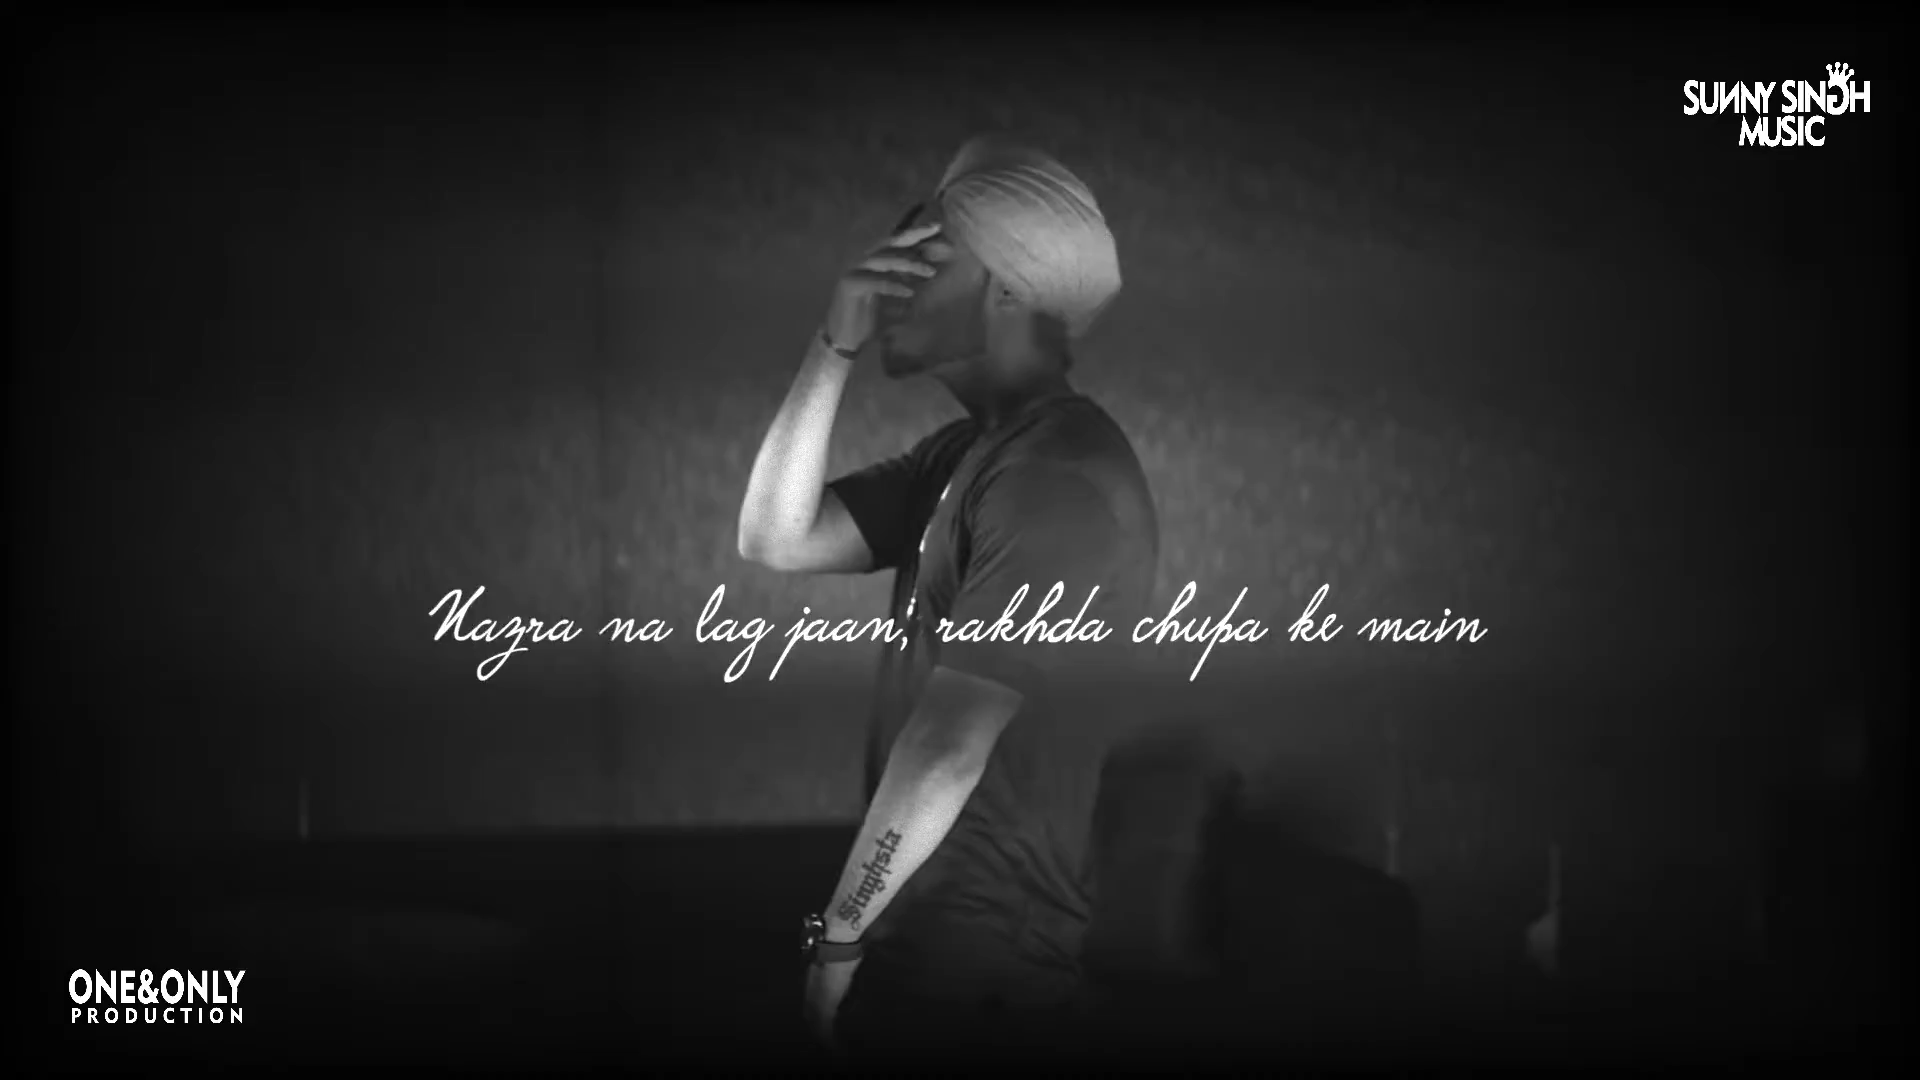 SUNNY SINGH
MUSIC
Nazra na lag jaan, rakhda chupa ke main
Singhsta
ONE&ONLY
PRODUCTION